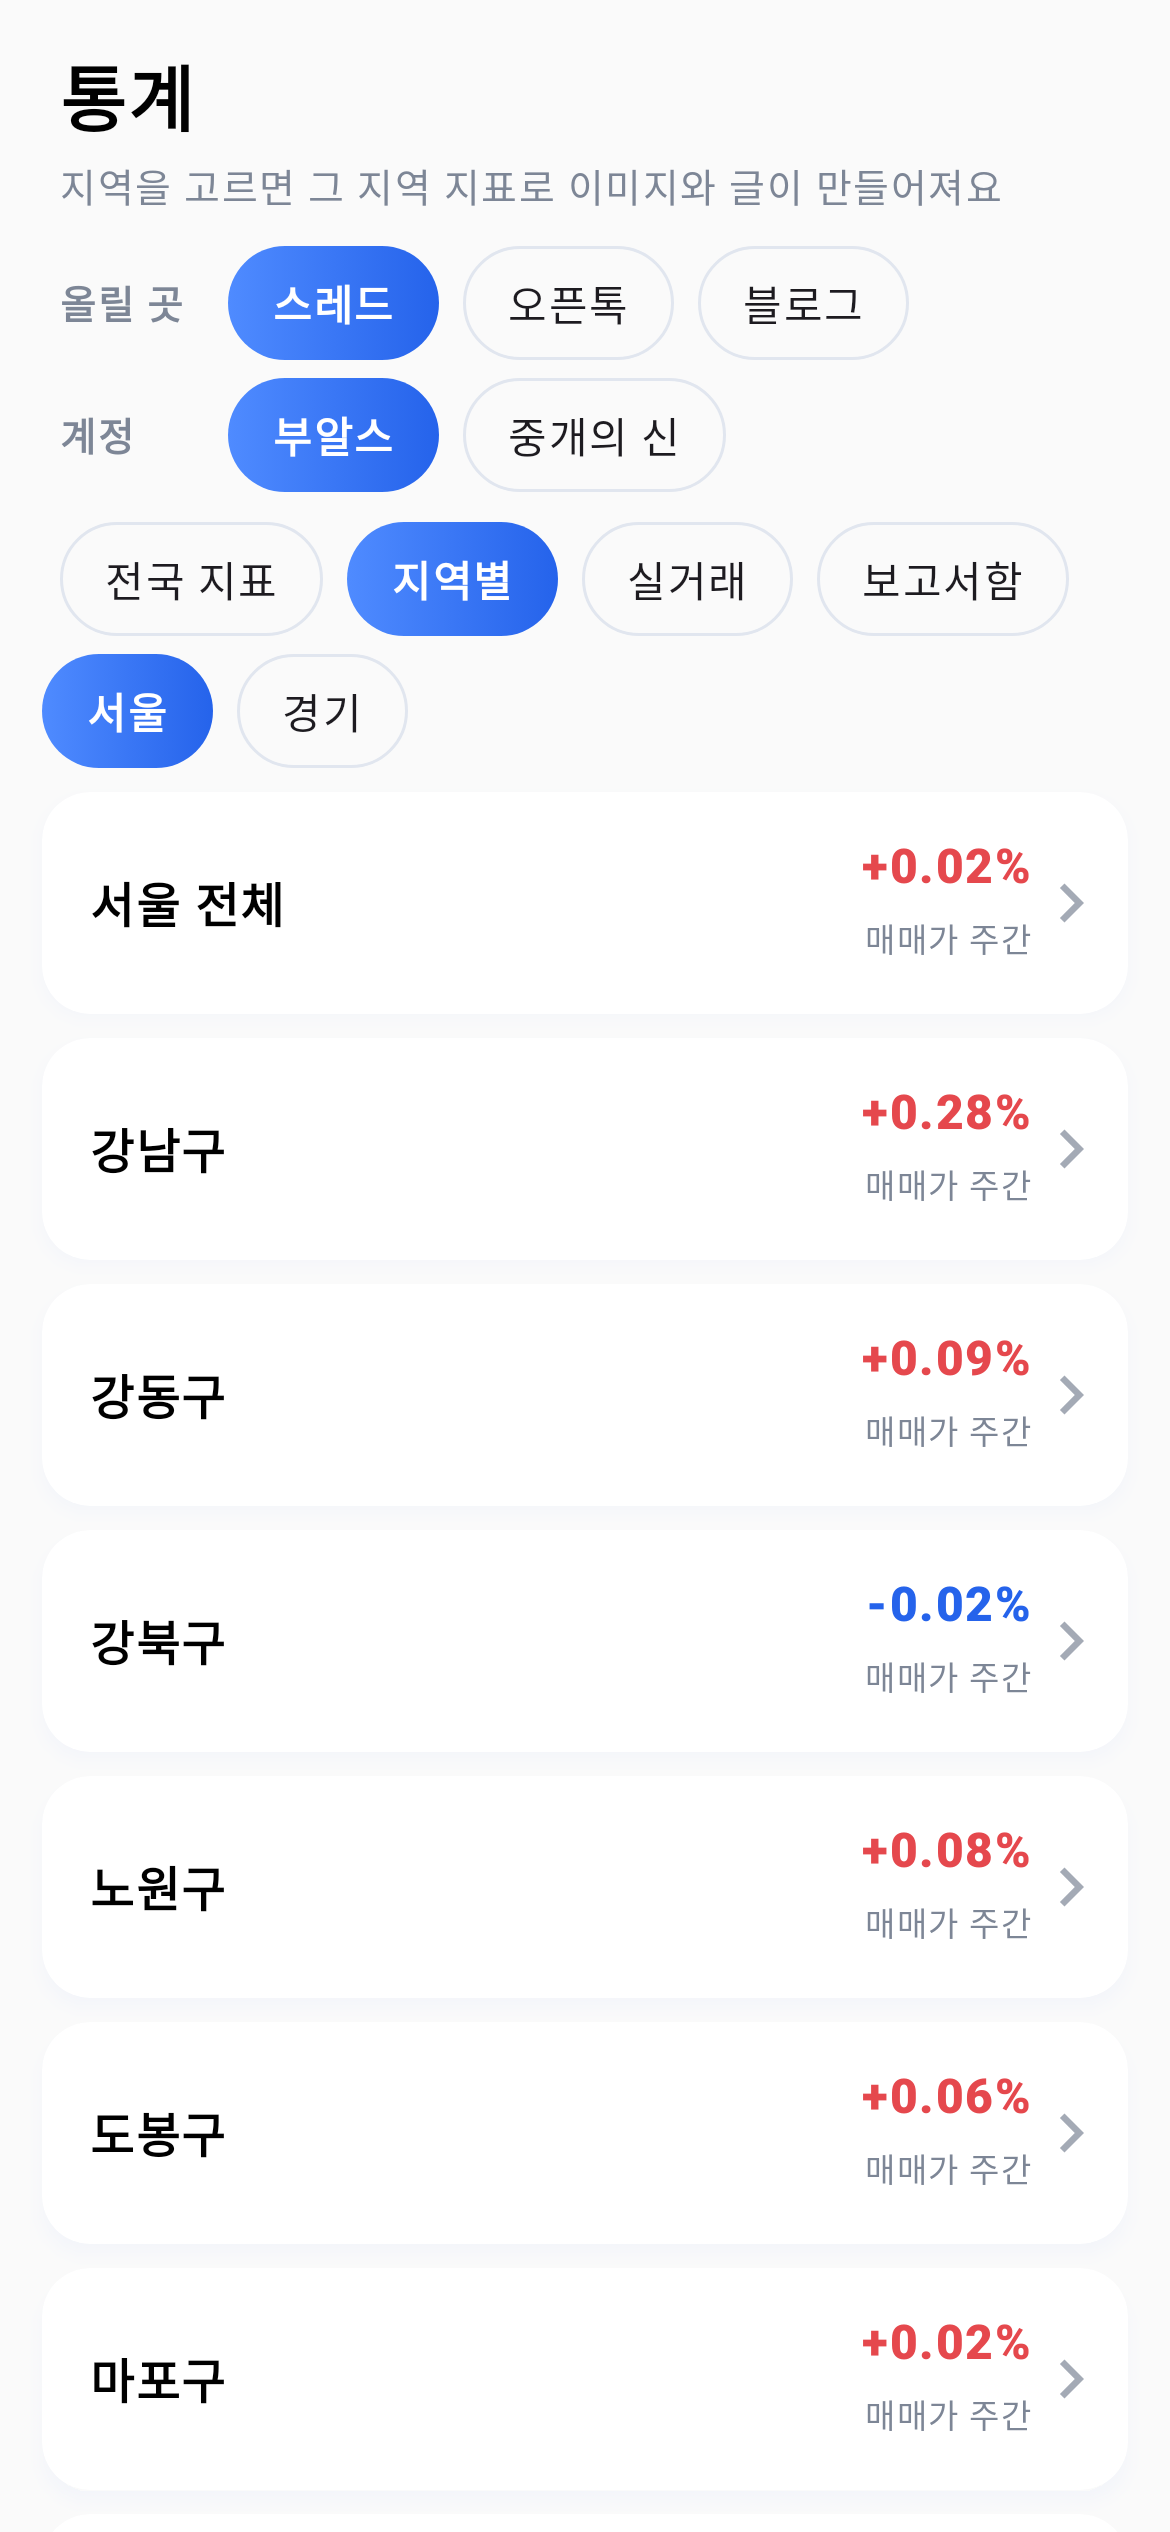 통계
지역을 고르면 그 지역 지표로 이미지와 글이 만들어져요
올릴 곳 스레드 오픈톡 블로그
계정 부알스 중개의 신
전국 지표 지역별 실거래 보고서함
서울 경기
서울 전체 +0.02%
매매가 주간
강남구 +0.28%
매매가 주간
강동구 +0.09%
매매가 주간
강북구 -0.02%
매매가 주간
노원구 +0.08%
매매가 주간
도봉구 +0.06%
매매가 주간
마포구 +0.02%
매매가 주간